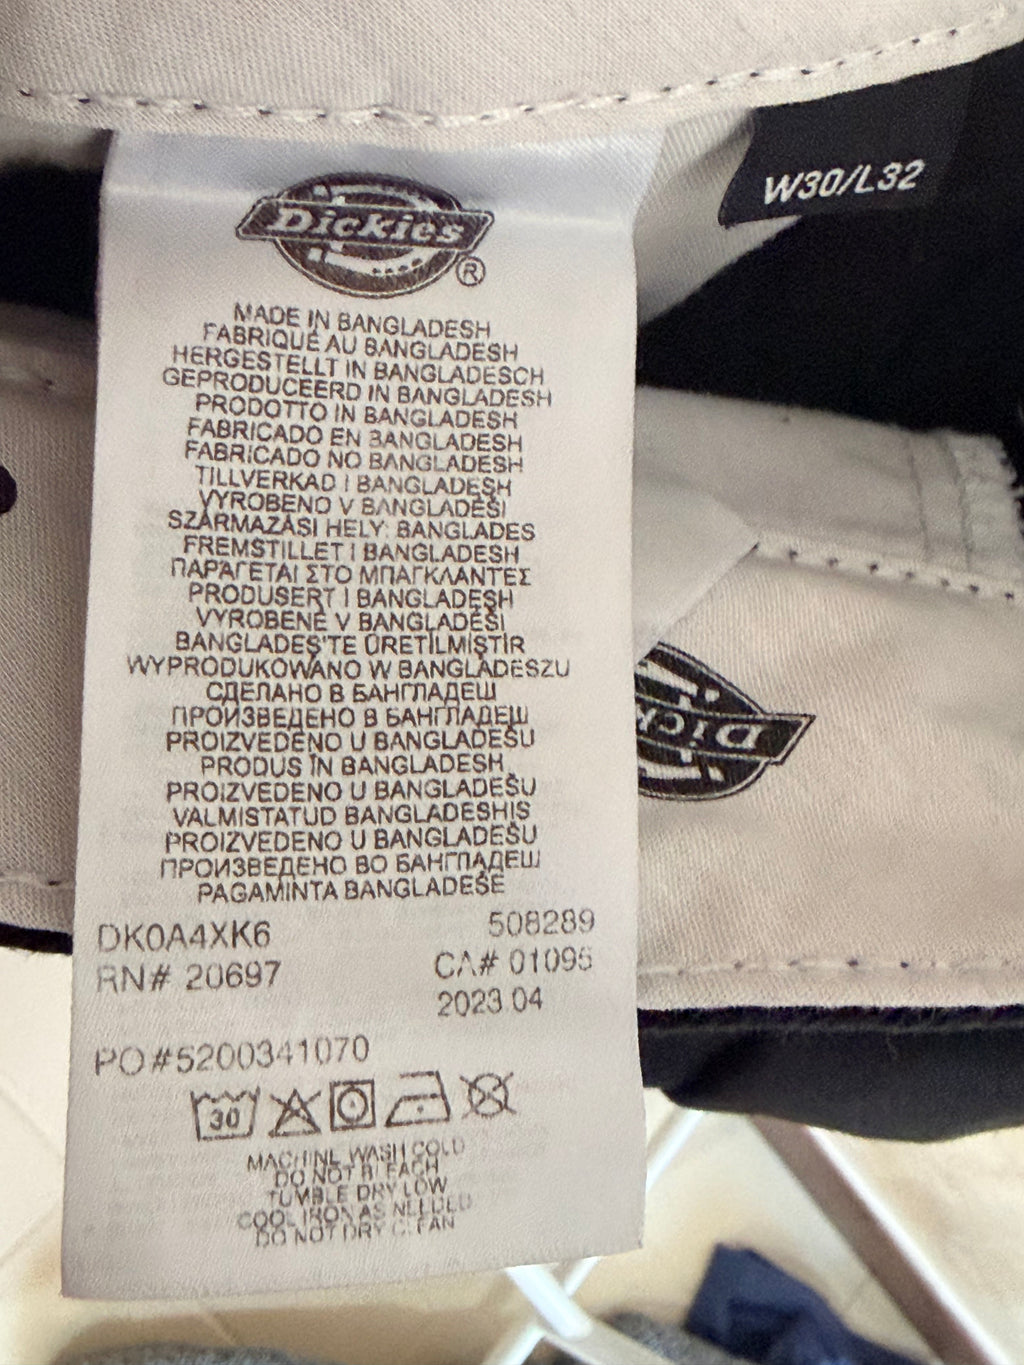 Dickies®
W30/L32
MADE IN BANGLADESH
FABRIQUÉ AU BANGLADESH
HERGESTELLT IN BANGLADESCH
GEPRODUCEERD IN BANGLADESH
PRODOTTO IN BANGLADESH
FABRICADO EN BANGLADESH
FABRICADO NO BANGLADESH
TILLVERKAD I BANGLADESH
VYROBENO V BANGLADÉŠI
SZÁRMAZÁSI HELY: BANGLADES
FREMSTILLET I BANGLADESH
ΠΑΡΑΓΕΤΑΙ ΣΤΟ ΜΠΑΓΚΛΑΝΤΕΣ
PRODUSERT I BANGLADESH
VYROBENÉ V BANGLADÉŠI
BANGLADEŞ'TE ÜRETİLMİŞTİR
WYPRODUKOWANO W BANGLADESZU
СДЕЛАНО В БАНГЛАДЕШ
ПРОИЗВЕДЕНО В БАНГЛАДЕШ
PROIZVEDENO U BANGLADEŠU
PRODUS ÎN BANGLADESH
PROIZVEDENO U BANGLADEŠU
VALMISTATUD BANGLADESHIS
PROIZVEDENO U BANGLADEŠU
ПРОИЗВЕДЕНО ВО БАНГЛАДЕШ
PAGAMINTA BANGLADEŠE
DK0A4XK6 508289
RN# 20697 CA# 01095
2023.04
PO#5200341070
30
MACHINE WASH COLD
DO NOT BLEACH
TUMBLE DRY LOW
COOL IRON AS NEEDED
DO NOT DRY CLEAN
Dick